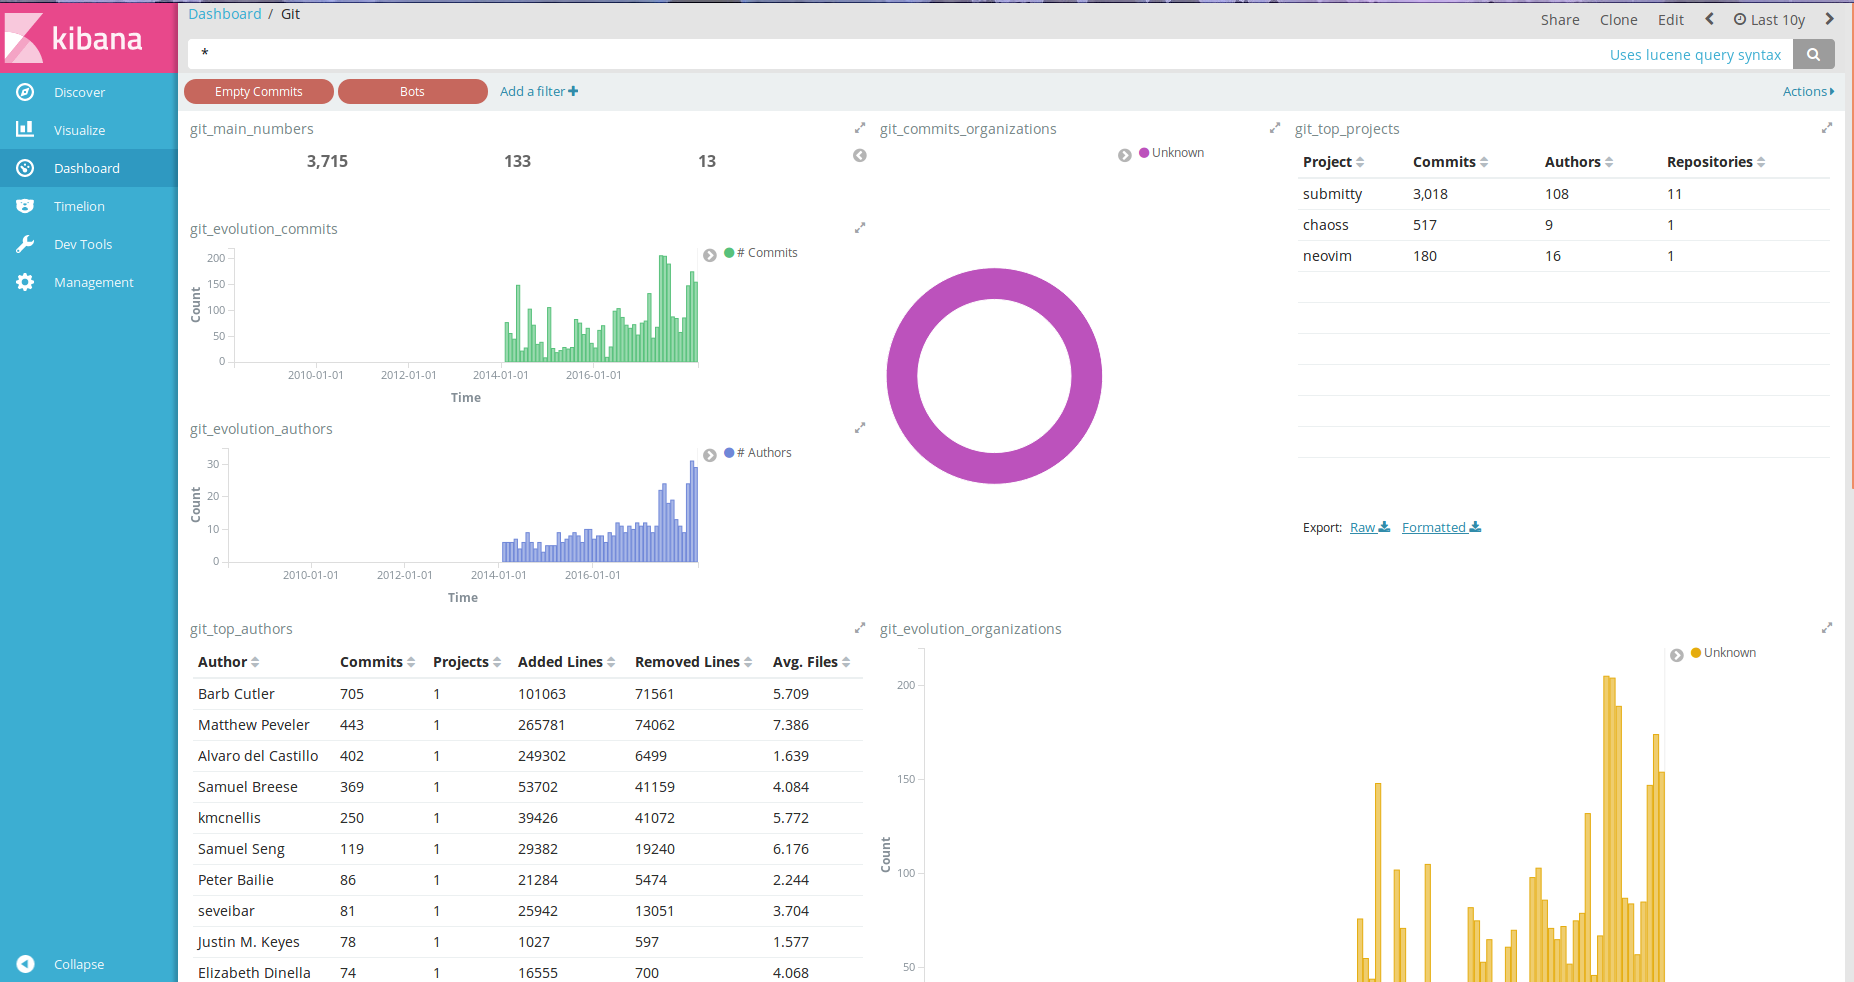 kibana
Discover
Visualize
Dashboard
Timelion
Dev Tools
Management
Collapse
Dashboard / Git
Share Clone Edit Last 10y
*
Uses lucene query syntax
Empty Commits Bots Add a filter
Actions
git_main_numbers
3,715 133 13
git_evolution_commits
# Commits
200
150
100
50
0
Count
2010-01-01 2012-01-01 2014-01-01 2016-01-01
Time
git_evolution_authors
# Authors
30
20
10
0
Count
2010-01-01 2012-01-01 2014-01-01 2016-01-01
Time
git_commits_organizations
Unknown
git_top_projects
Project Commits Authors Repositories
submitty 3,018 108 11
chaoss 517 9 1
neovim 180 16 1
Export: Raw Formatted
git_top_authors
Author Commits Projects Added Lines Removed Lines Avg. Files
Barb Cutler 705 1 101063 71561 5.709
Matthew Peveler 443 1 265781 74062 7.386
Alvaro del Castillo 402 1 249302 6499 1.639
Samuel Breese 369 1 53702 41159 4.084
kmcnellis 250 1 39426 41072 5.772
Samuel Seng 119 1 29382 19240 6.176
Peter Bailie 86 1 21284 5474 2.244
seveibar 81 1 25942 13051 3.704
Justin M. Keyes 78 1 1027 597 1.577
Elizabeth Dinella 74 1 16555 700 4.068
git_evolution_organizations
Unknown
200
150
100
50
Count